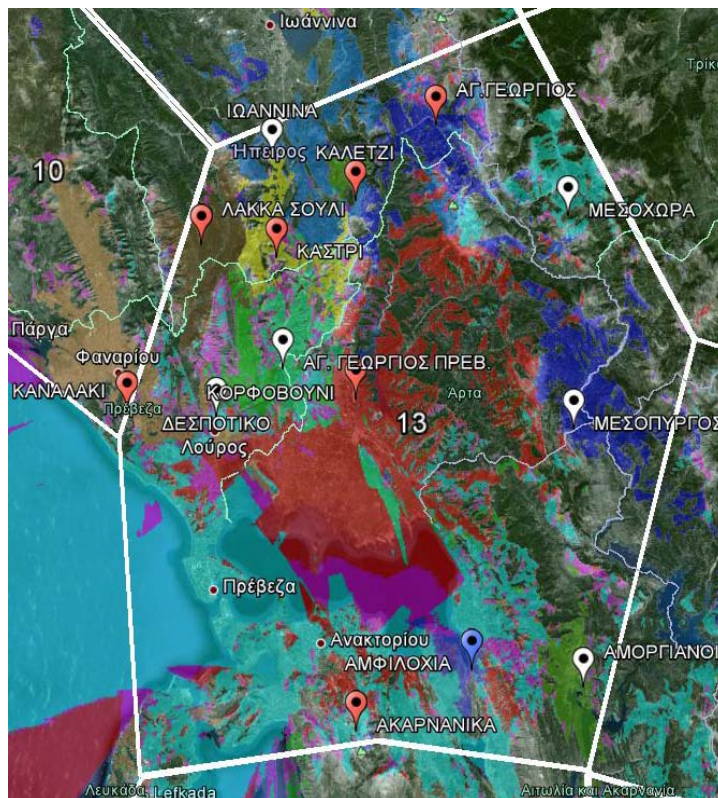 Ιωάννινα
Τρίκ
ΑΓ.ΓΕΩΡΓΙΟΣ
ΙΩΑΝΝΙΝΑ
Ήπειρος
ΚΑΛΕΤΖΙ
10
ΜΕΣΟΧΩΡΑ
ΛΑΚΚΑ ΣΟΥΛΙ
ΚΑΣΤΡΙ
Πάργα
Φαναρίου
ΑΓ. ΓΕΩΡΓΙΟΣ ΠΡΕΒ.
ΚΑΝΑΛΑΚΙ
ΚΟΡΦΟΒΟΥΝΙ
Άρτα
Πρέβεζα
ΔΕΣΠΟΤΙΚΟ
13
ΜΕΣΟΠΥΡΓΟΣ
Λούρος
Πρέβεζα
Ανακτορίου
ΑΜΦΙΛΟΧΙΑ
ΑΜΟΡΓΙΑΝΟΙ
ΑΚΑΡΝΑΝΙΚΑ
Λευκάδα, Lefkada
Αιτωλία και Ακαρνανία